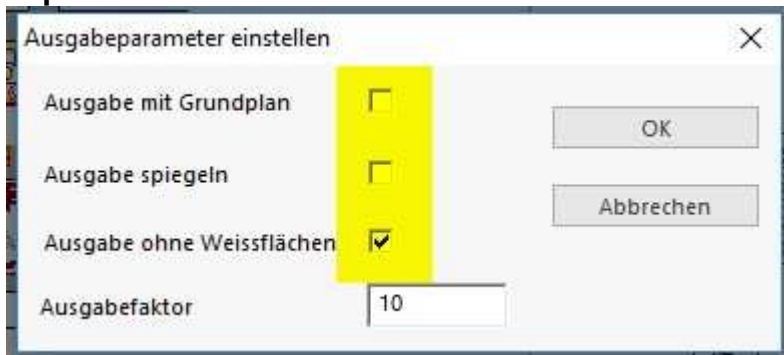 Ausgabeparameter einstellen
Ausgabe mit Grundplan
OK
Ausgabe spiegeln
Abbrechen
Ausgabe ohne Weissflächen
Ausgabefaktor 10